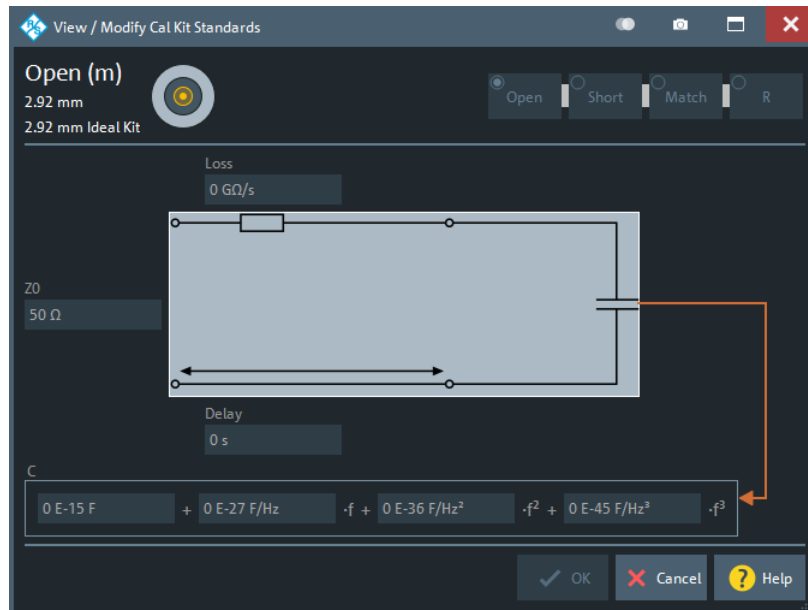 View / Modify Cal Kit Standards
Open (m)
2.92 mm
2.92 mm Ideal Kit
Open
Short
Match
R
Loss
0 GΩ/s
Z0
50 Ω
Delay
0 s
C
0 E-15 F + 0 E-27 F/Hz ·f + 0 E-36 F/Hz² ·f² + 0 E-45 F/Hz³ ·f³
OK
Cancel
? Help